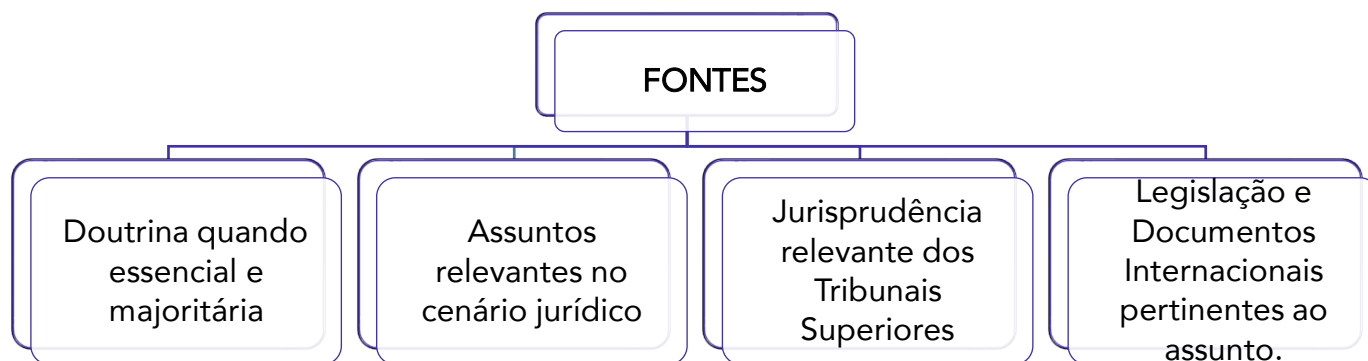 FONTES
Doutrina quando
essencial e
majoritária
Assuntos
relevantes no
cenário jurídico
Jurisprudência
relevante dos
Tribunais
Superiores
Legislação e
Documentos
Internacionais
pertinentes ao
assunto.